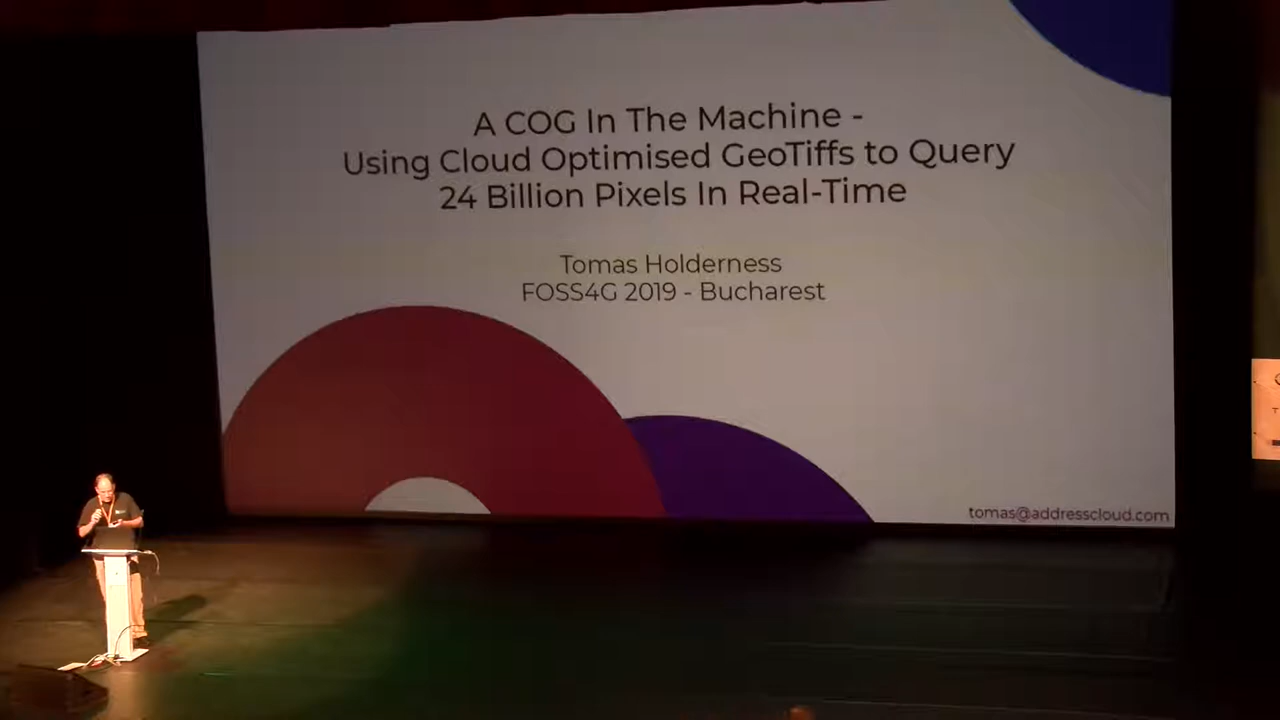 A COG In The Machine -
Using Cloud Optimised GeoTiffs to Query
24 Billion Pixels In Real-Time
Tomas Holderness
FOSS4G 2019 - Bucharest
tomas@addresscloud.com